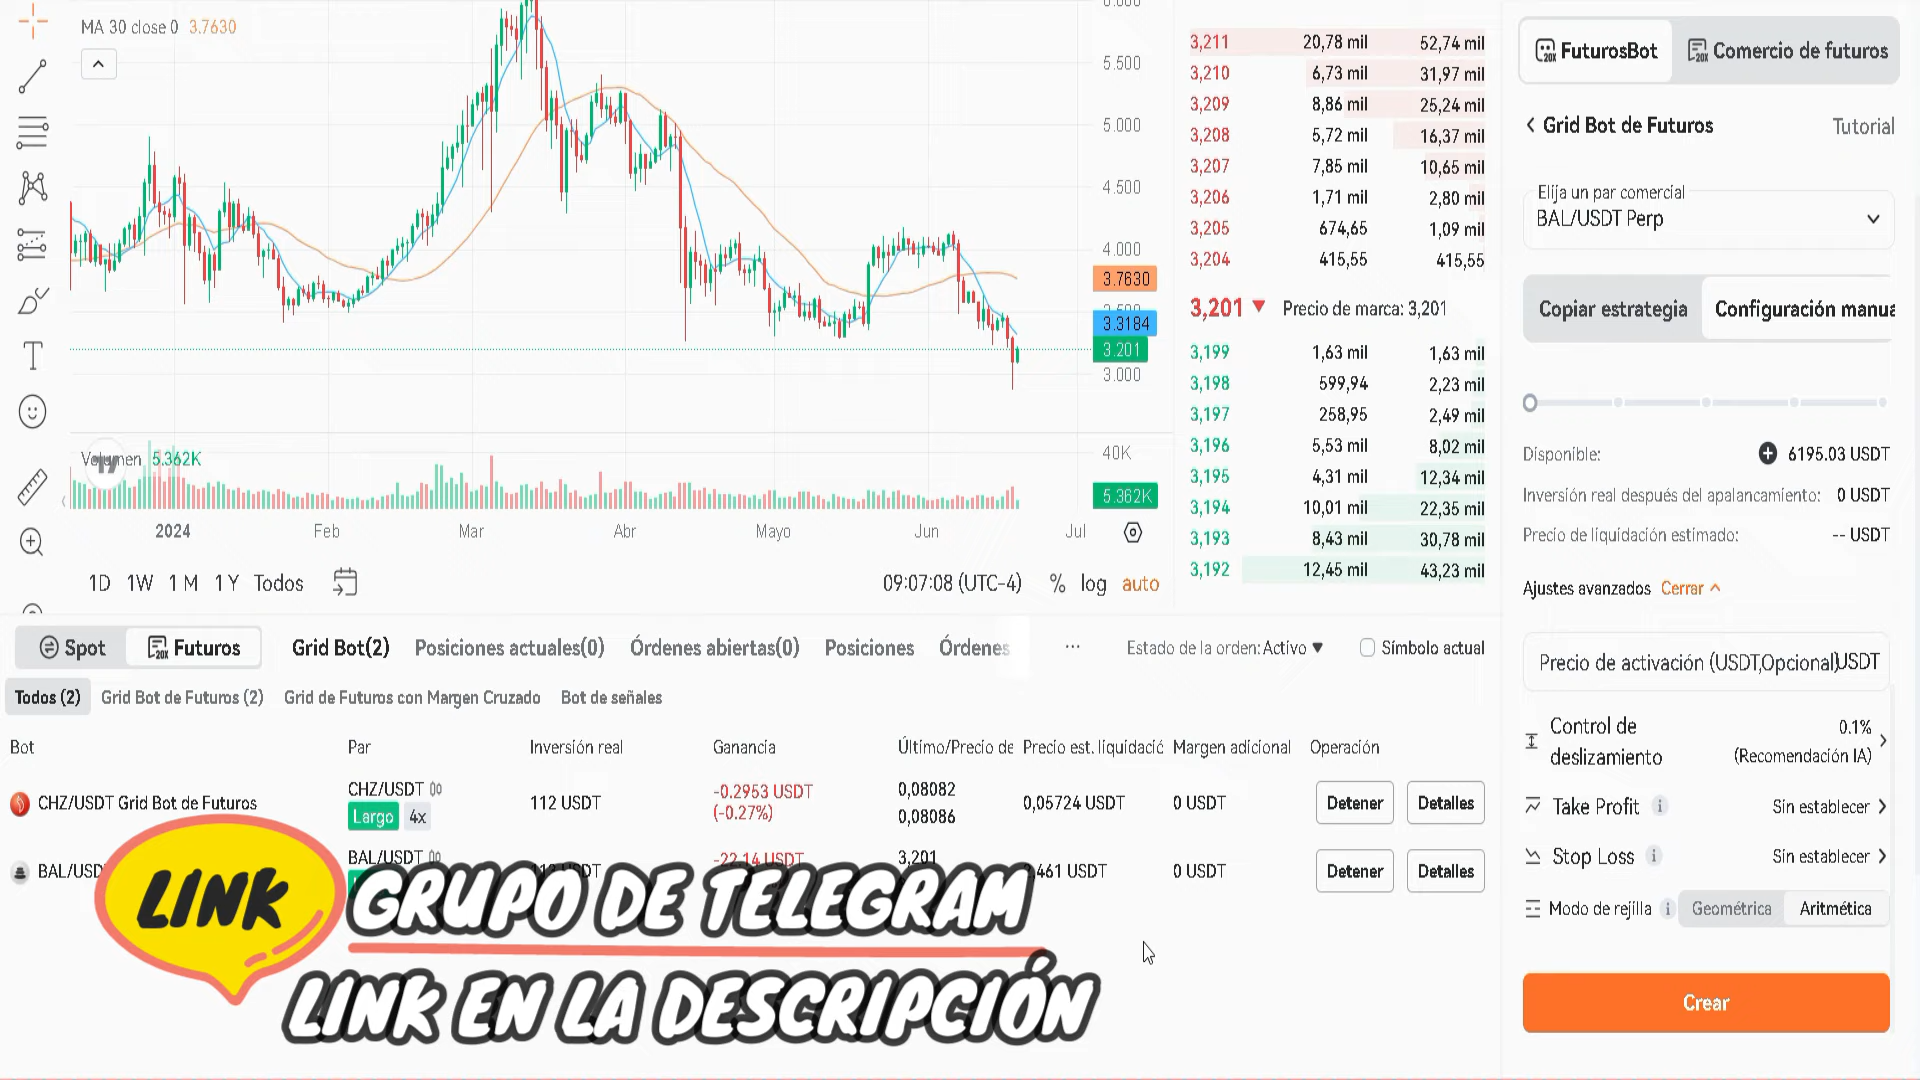 MA 30 close 0 3.7630
5.500
5.000
4.500
4.000
3.7630
3.3184
3.201
3.000
Volumen 5.362K
40K
5.362K
2024 Feb Mar Abr Mayo Jun Jul
1D 1W 1 M 1 Y Todos
09:07:08 (UTC-4) % log auto
3,211 20,78 mil 52,74 mil
3,210 6,73 mil 31,97 mil
3,209 8,86 mil 25,24 mil
3,208 5,72 mil 16,37 mil
3,207 7,85 mil 10,65 mil
3,206 1,71 mil 2,80 mil
3,205 674,65 1,09 mil
3,204 415,55 415,55
3,201 ▼ Precio de marca: 3,201
3,199 1,63 mil 1,63 mil
3,198 599,94 2,23 mil
3,197 258,95 2,49 mil
3,196 5,53 mil 8,02 mil
3,195 4,31 mil 12,34 mil
3,194 10,01 mil 22,35 mil
3,193 8,43 mil 30,78 mil
3,192 12,45 mil 43,23 mil
20X FuturosBot 20X Comercio de futuros
Grid Bot de Futuros Tutorial
Elija un par comercial
BAL/USDT Perp
Copiar estrategia Configuración manua
Disponible: 6195.03 USDT
Inversión real después del apalancamiento: 0 USDT
Precio de liquidación estimado: -- USDT
Ajustes avanzados Cerrar
Precio de activación (USDT,Opcional)USDT
Control de deslizamiento 0.1%
(Recomendación IA)
Take Profit Sin establecer
Stop Loss Sin establecer
Modo de rejilla Geométrica Aritmética
Crear
Spot 20X Futuros Grid Bot(2) Posiciones actuales(0) Órdenes abiertas(0) Posiciones Órdenes ... Estado de la orden:Activo ▼ Símbolo actual
Todos (2) Grid Bot de Futuros (2) Grid de Futuros con Margen Cruzado Bot de señales
Bot Par Inversión real Ganancia Último/Precio de Precio est. liquidació Margen adicional Operación
CHZ/USDT Grid Bot de Futuros CHZ/USDT 112 USDT -0.2953 USDT 0,08082 0,05724 USDT 0 USDT Detener Detalles
Largo 4x (-0.27%) 0,08086
BAL/USD BAL/USDT USDT -22.14 USDT 3,201 461 USDT 0 USDT Detener Detalles
LINK
GRUPO DE TELEGRAM
LINK EN LA DESCRIPCIÓN